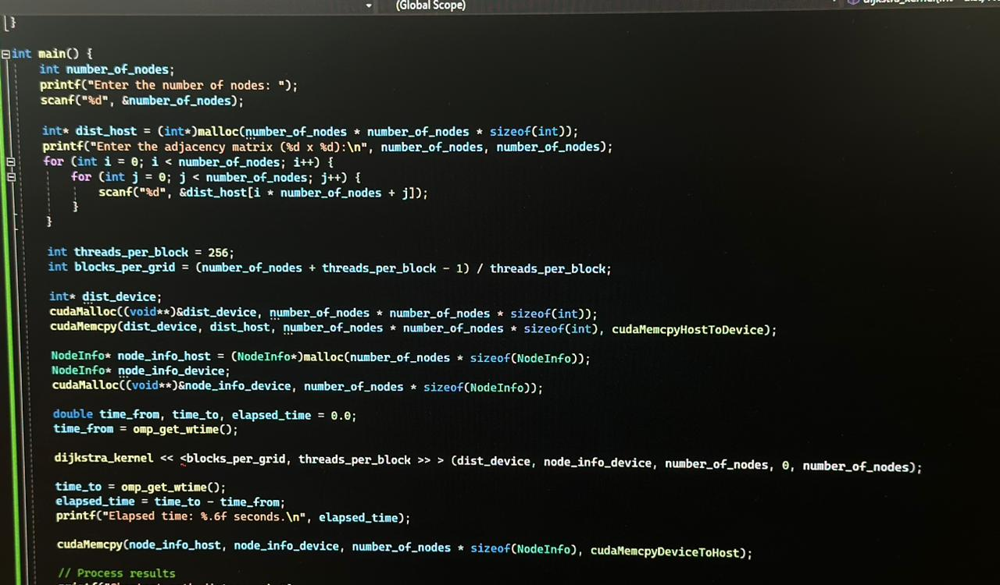 (Global Scope)
}
int main() {
int number_of_nodes;
printf("Enter the number of nodes: ");
scanf("%d", &number_of_nodes);
int* dist_host = (int*)malloc(number_of_nodes * number_of_nodes * sizeof(int));
printf("Enter the adjacency matrix (%d x %d):\n", number_of_nodes, number_of_nodes);
for (int i = 0; i < number_of_nodes; i++) {
for (int j = 0; j < number_of_nodes; j++) {
scanf("%d", &dist_host[i * number_of_nodes + j]);
}
}
int threads_per_block = 256;
int blocks_per_grid = (number_of_nodes + threads_per_block - 1) / threads_per_block;
int* dist_device;
cudaMalloc((void**)&dist_device, number_of_nodes * number_of_nodes * sizeof(int));
cudaMemcpy(dist_device, dist_host, number_of_nodes * number_of_nodes * sizeof(int), cudaMemcpyHostToDevice);
NodeInfo* node_info_host = (NodeInfo*)malloc(number_of_nodes * sizeof(NodeInfo));
NodeInfo* node_info_device;
cudaMalloc((void**)&node_info_device, number_of_nodes * sizeof(NodeInfo));
double time_from, time_to, elapsed_time = 0.0;
time_from = omp_get_wtime();
dijkstra_kernel << <blocks_per_grid, threads_per_block >> > (dist_device, node_info_device, number_of_nodes, 0, number_of_nodes);
time_to = omp_get_wtime();
elapsed_time = time_to - time_from;
printf("Elapsed time: %.6f seconds.\n", elapsed_time);
cudaMemcpy(node_info_host, node_info_device, number_of_nodes * sizeof(NodeInfo), cudaMemcpyDeviceToHost);
// Process results